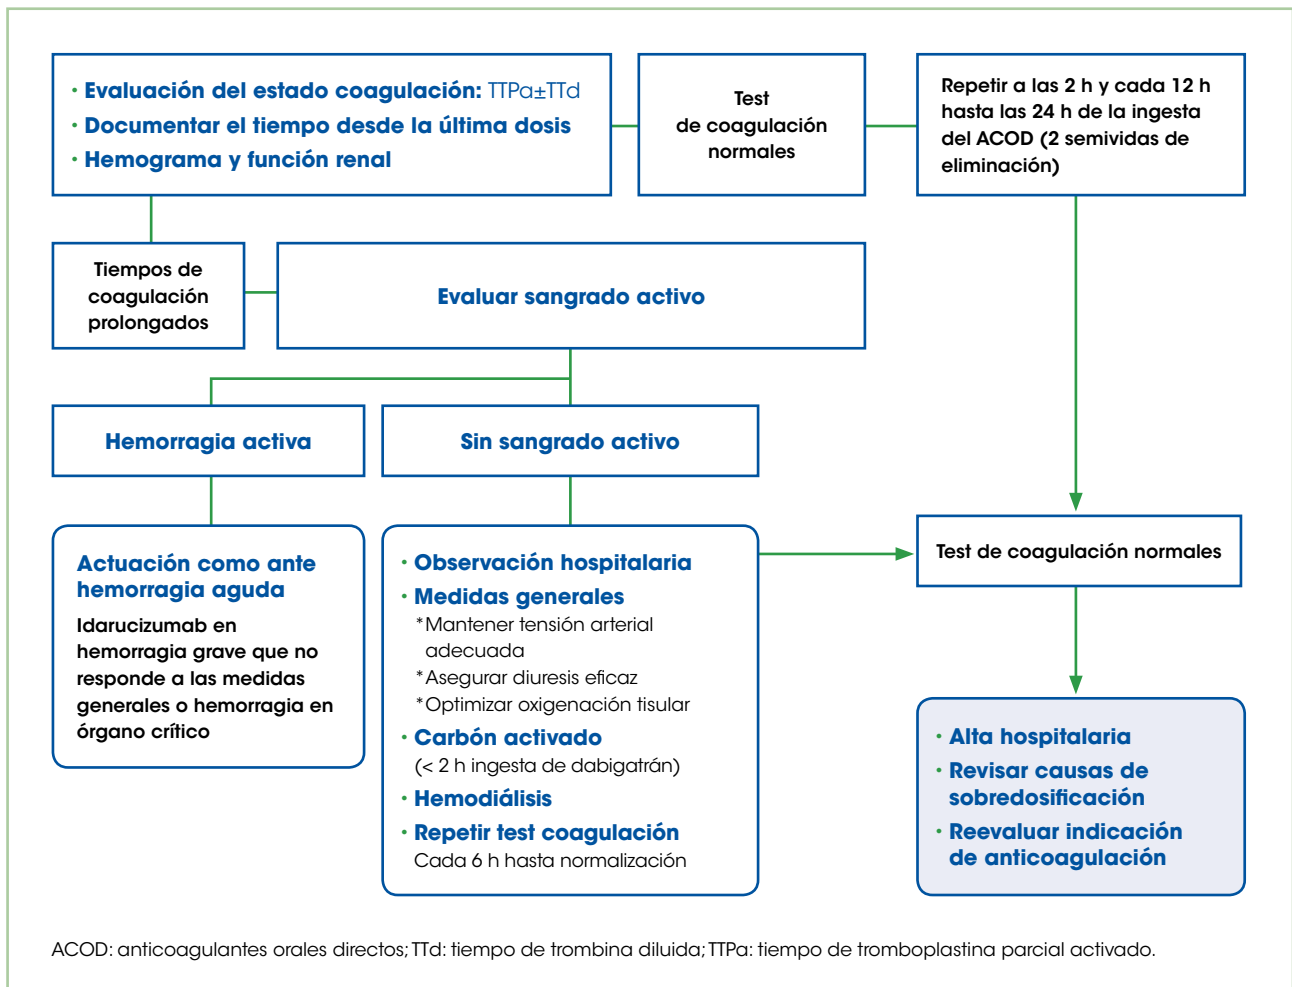 · Evaluación del estado coagulación: TTPa±TTd
· Documentar el tiempo desde la última dosis
· Hemograma y función renal
Test
de coagulación
normales
Repetir a las 2 h y cada 12 h
hasta las 24 h de la ingesta
del ACOD (2 semividas de
eliminación)
Tiempos de
coagulación
prolongados
Evaluar sangrado activo
Hemorragia activa
Sin sangrado activo
Actuación como ante
hemorragia aguda
Idarucizumab en
hemorragia grave que no
responde a las medidas
generales o hemorragia en
órgano crítico
· Observación hospitalaria
· Medidas generales
*Mantener tensión arterial
adecuada
*Asegurar diuresis eficaz
*Optimizar oxigenación tisular
· Carbón activado
(< 2 h ingesta de dabigatrán)
· Hemodiálisis
· Repetir test coagulación
Cada 6 h hasta normalización
Test de coagulación normales
· Alta hospitalaria
· Revisar causas de
sobredosificación
· Reevaluar indicación
de anticoagulación
ACOD: anticoagulantes orales directos; TTd: tiempo de trombina diluida; TTPa: tiempo de tromboplastina parcial activado.